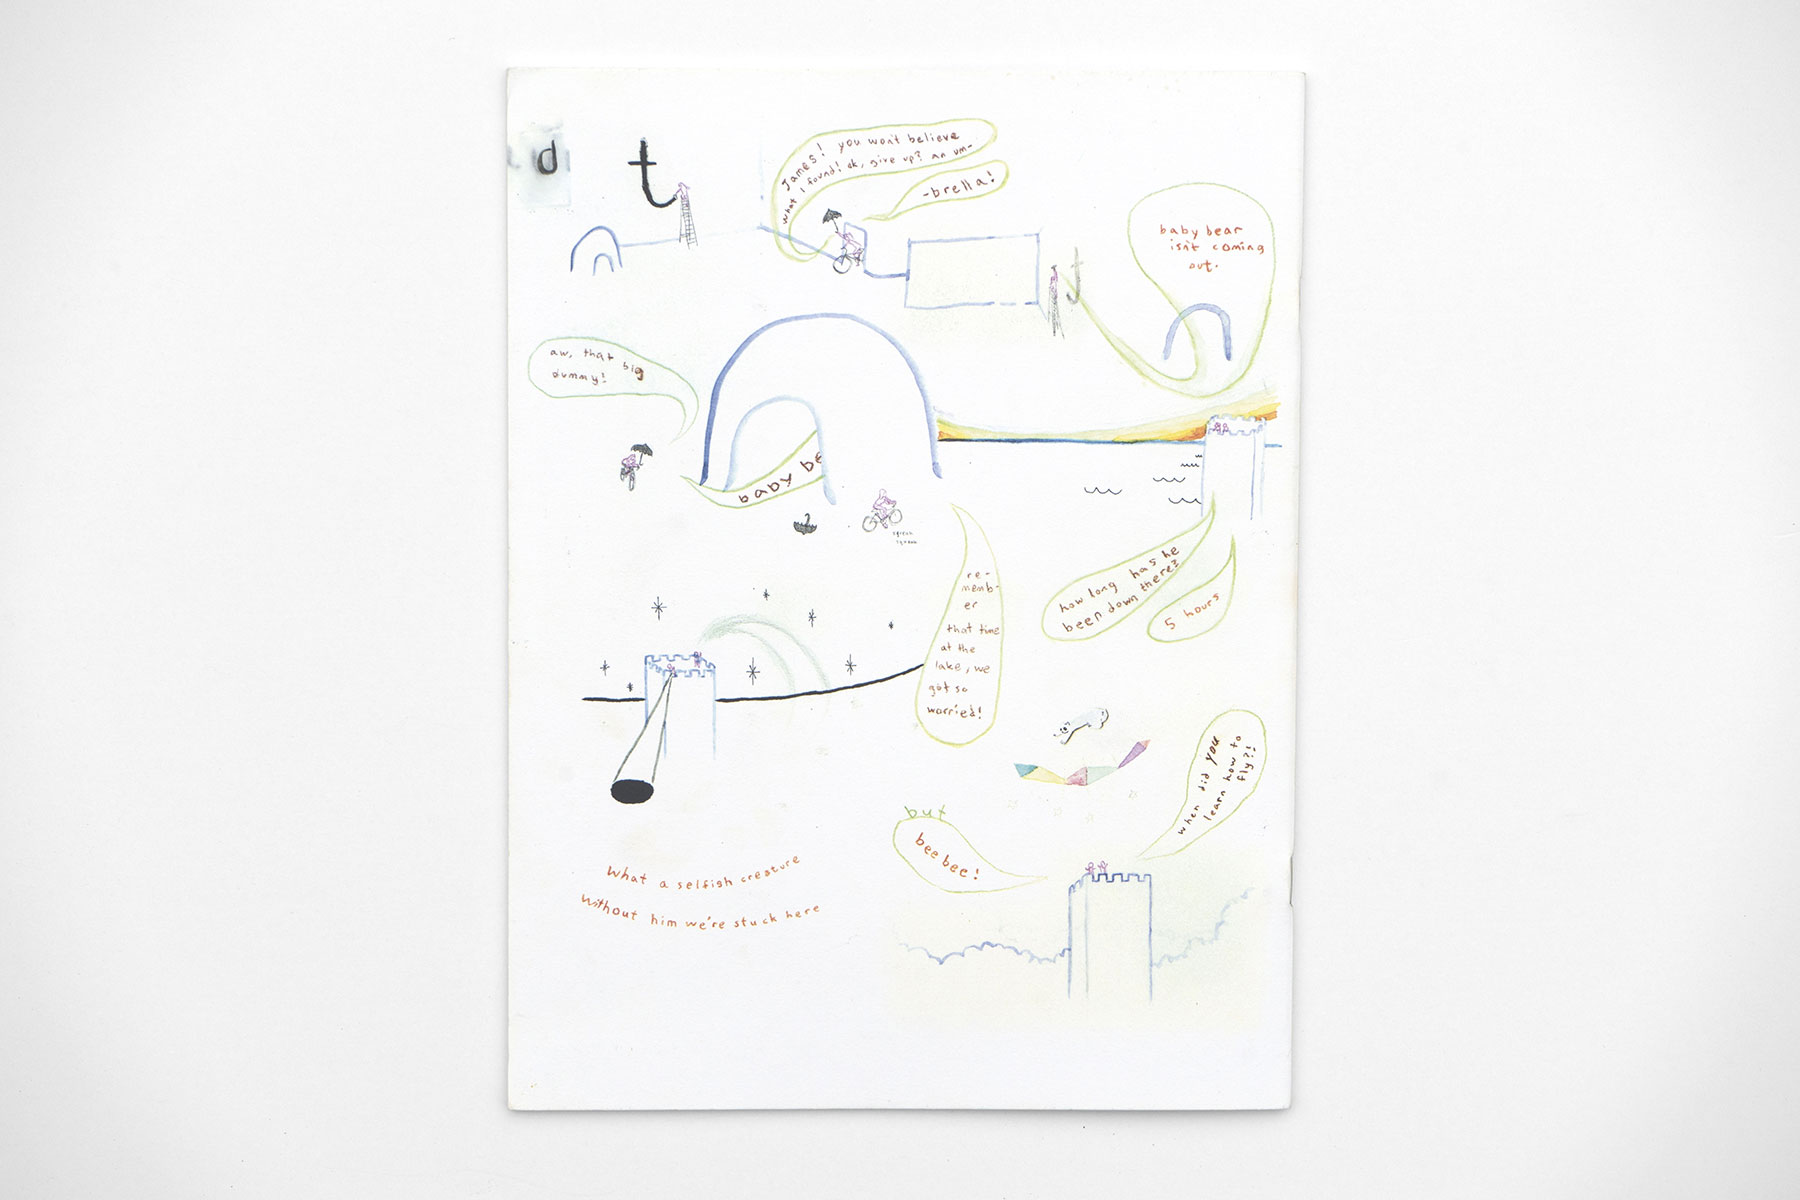 d
t
James! you won't believe
what i found! ok, give up? an um-
-brella!
t
baby bear
isn't coming
out.
aw, that big
dummy!
baby be
re-
memb-
er
that time
at the
lake, we
got so
worried!
how long has he
been down there?
5 hours
when did you
learn how to
fly?!
but
bee bee!
what a selfish creature
without him we're stuck here